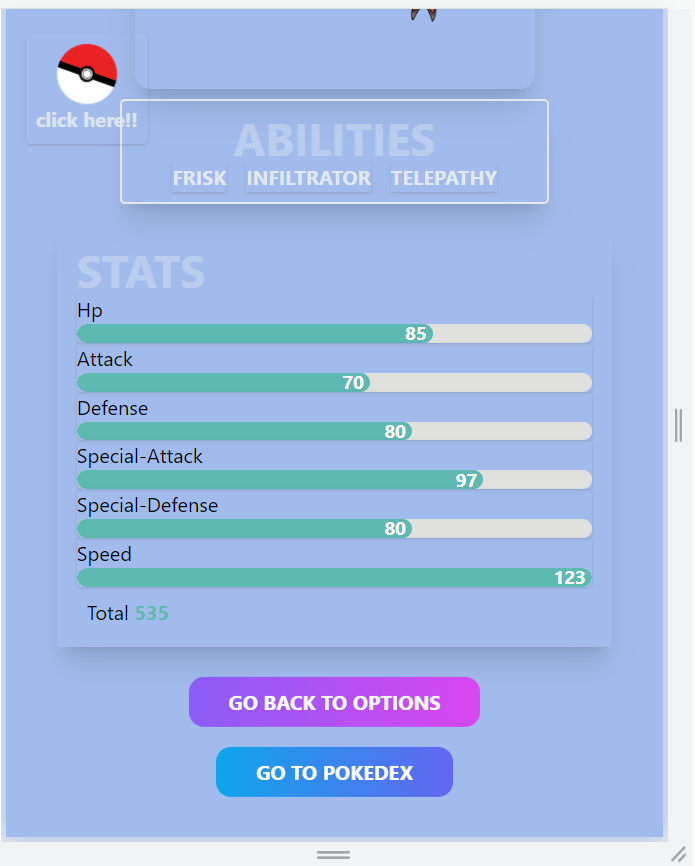 click here!!
ABILITIES
FRISK INFILTRATOR TELEPATHY
STATS
Hp
85
Attack
70
Defense
80
Special-Attack
97
Special-Defense
80
Speed
123
Total 535
GO BACK TO OPTIONS
GO TO POKEDEX